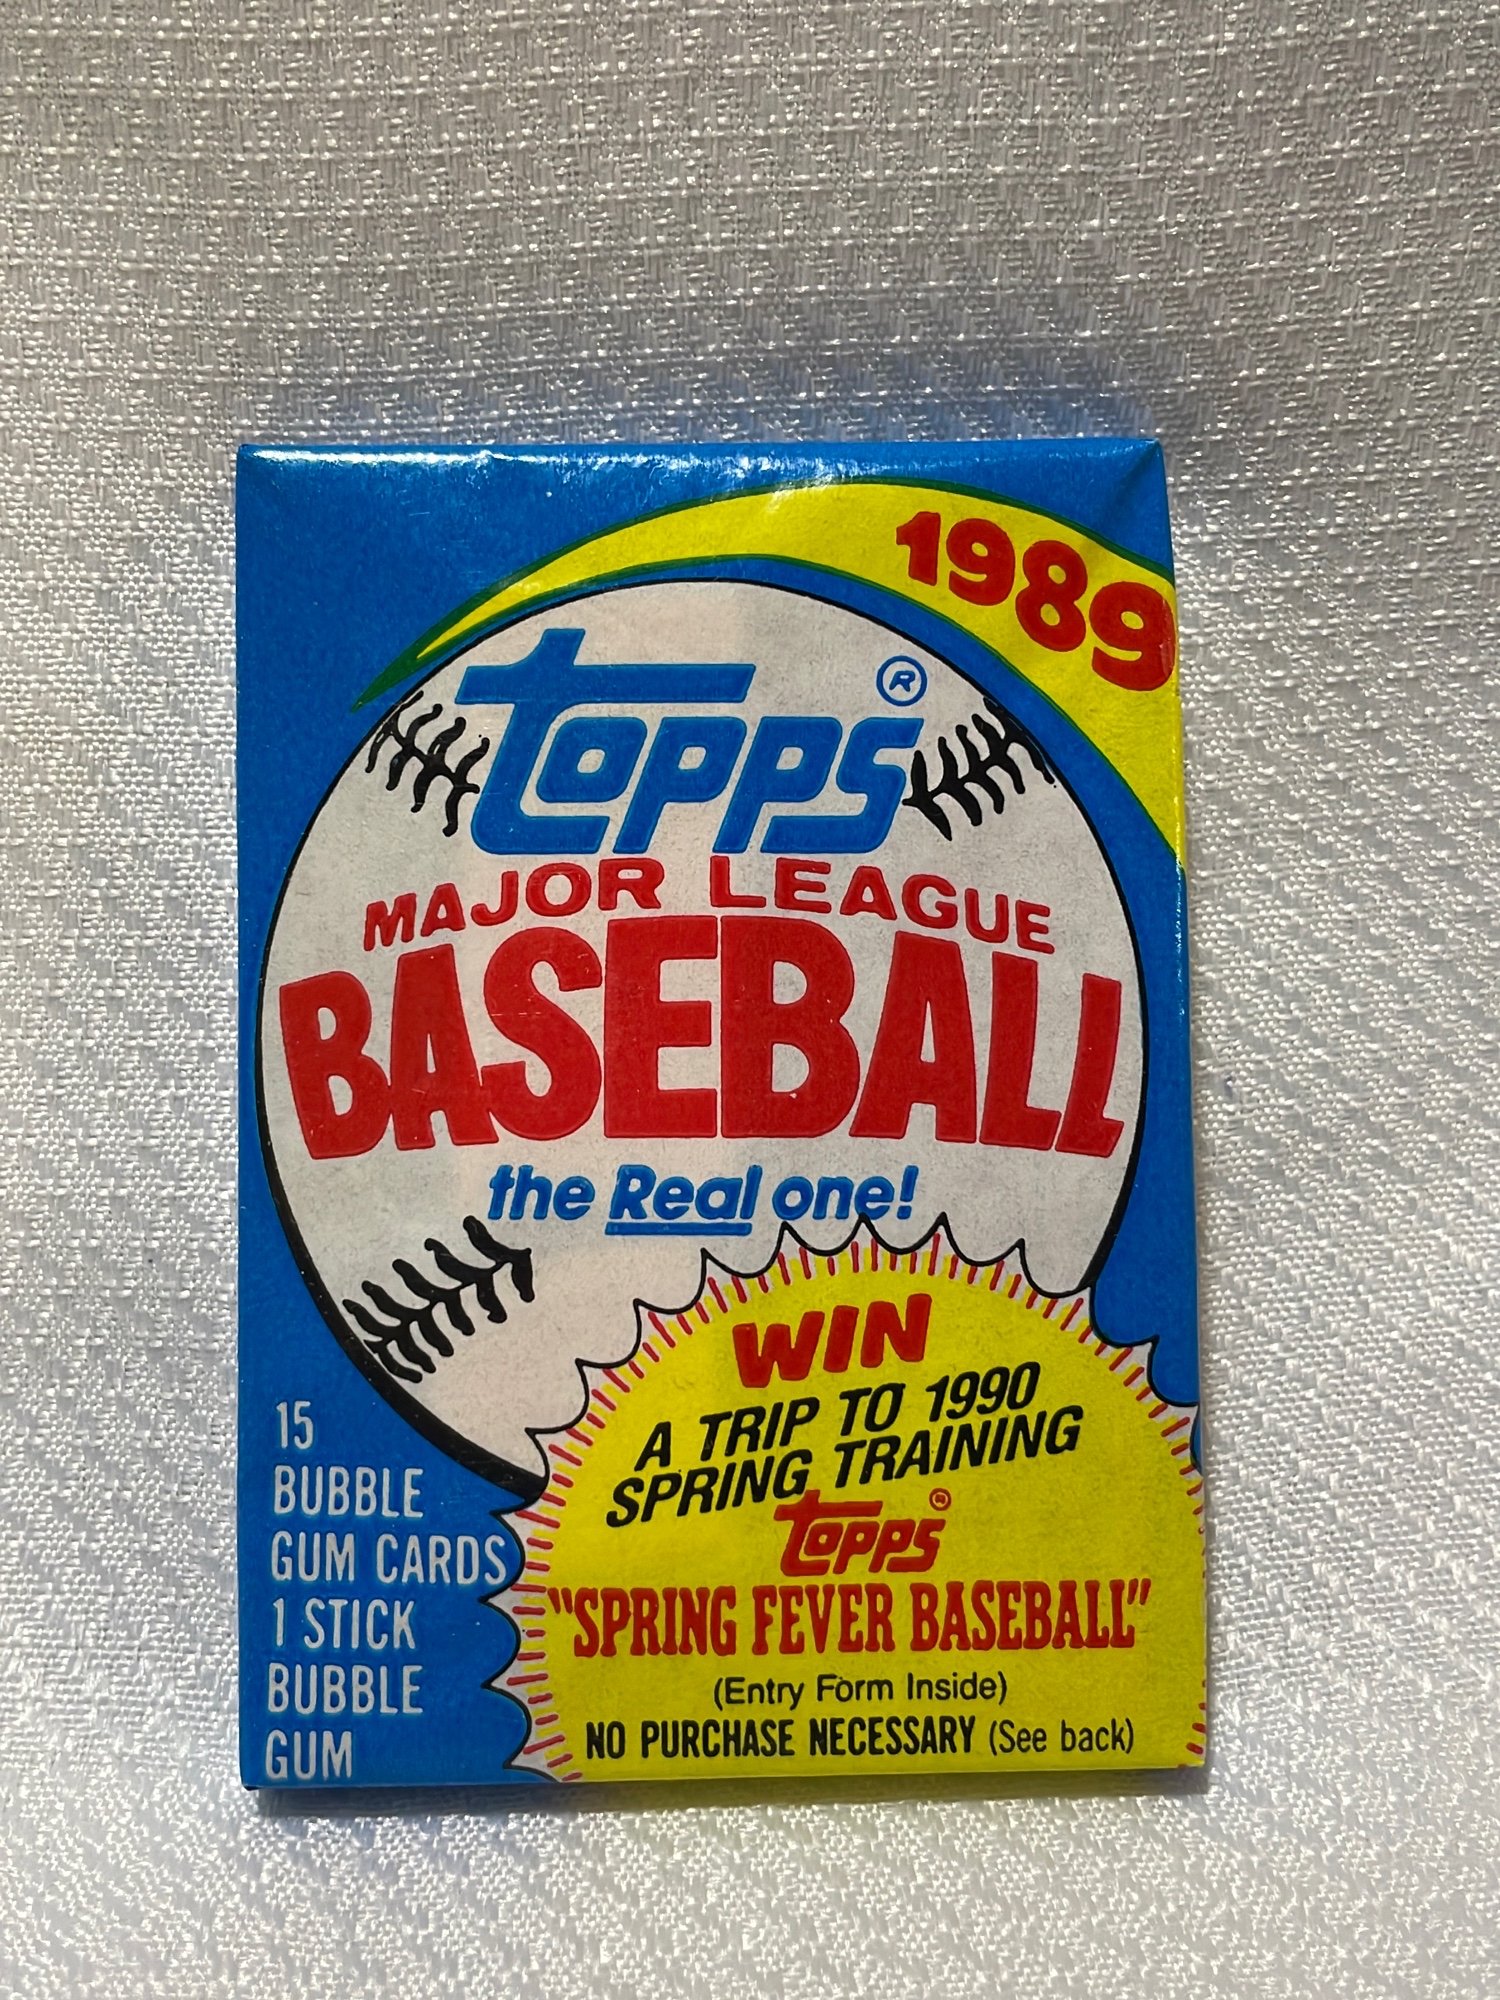 1989
topps®
MAJOR LEAGUE
BASEBALL
the Real one!
WIN
A TRIP TO 1990
SPRING TRAINING
topps®
"SPRING FEVER BASEBALL"
(Entry Form Inside)
NO PURCHASE NECESSARY (See back)
15
BUBBLE
GUM CARDS
1 STICK
BUBBLE
GUM